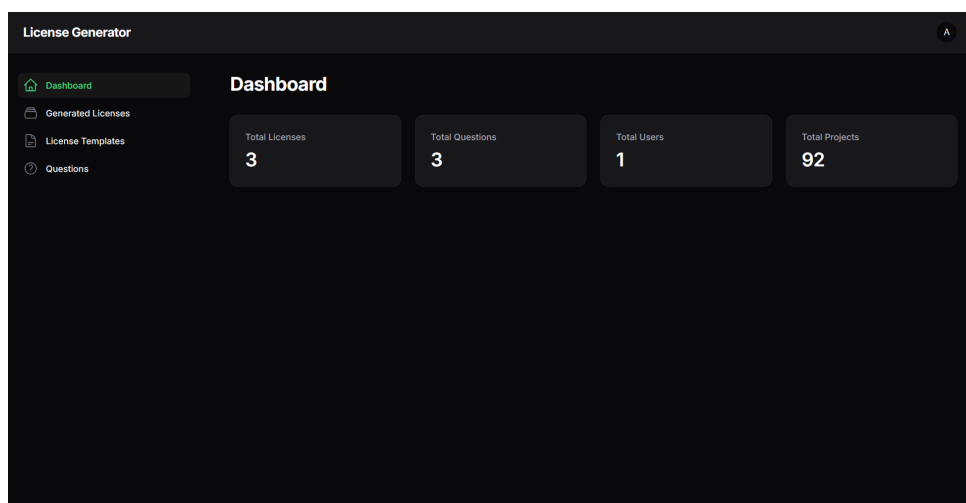 License Generator
A
Dashboard
Generated Licenses
License Templates
Questions
Dashboard
Total Licenses
3
Total Questions
3
Total Users
1
Total Projects
92